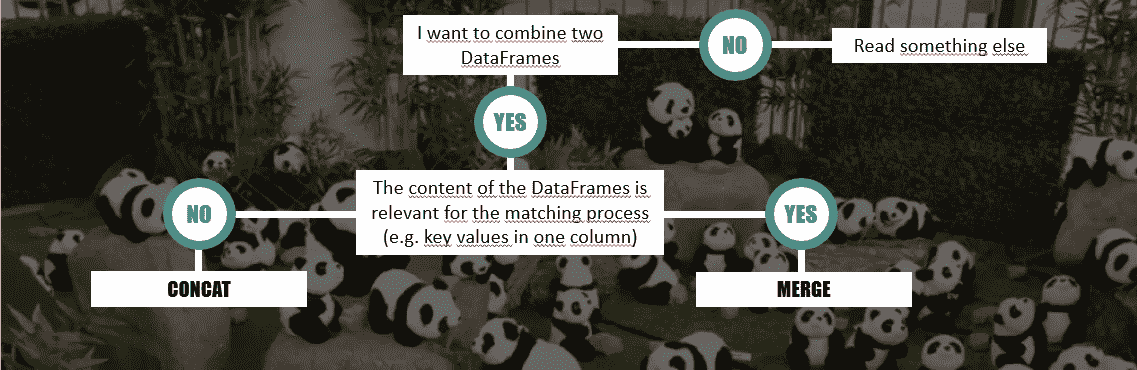 I want to combine two
DataFrames
NO
Read something else
YES
The content of the DataFrames is
relevant for the matching process
(e.g. key values in one column)
NO
YES
CONCAT
MERGE